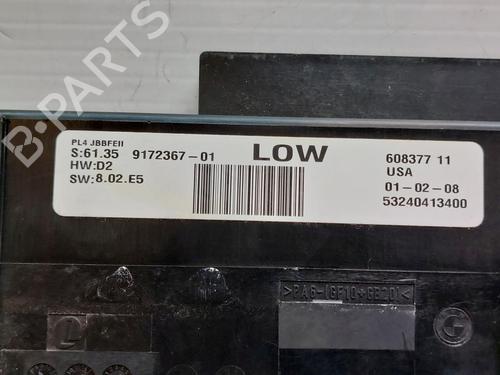 B-PARTS
PL4 JBBFEII
S:61.35 9172367-01 LOW 608377 11
HW:D2 USA
SW:8.02.E5 01-02-08
53240413400
>PA6-(GF10+GB20)<